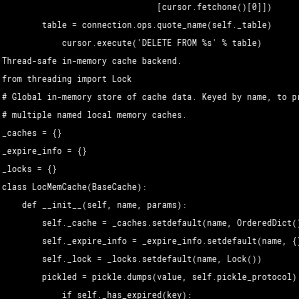 [cursor.fetchone()[0]])
table = connection.ops.quote_name(self._table)
cursor.execute('DELETE FROM %s' % table)
Thread-safe in-memory cache backend.
from threading import Lock
# Global in-memory store of cache data. Keyed by name, to
# multiple named local memory caches.
_caches = {}
_expire_info = {}
_locks = {}
class LocMemCache(BaseCache):
def __init__(self, name, params):
self._cache = _caches.setdefault(name, OrderedDict()
self._expire_info = _expire_info.setdefault(name, {}
self._lock = _locks.setdefault(name, Lock())
pickled = pickle.dumps(value, self.pickle_protocol)
if self._has_expired(key):